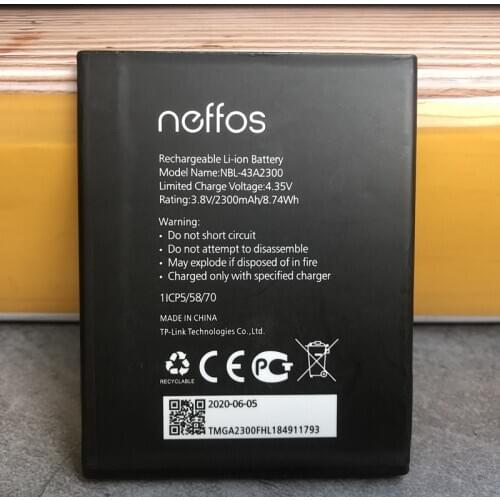 neffos
Rechargeable Li-ion Battery
Model Name:NBL-43A2300
Limited Charge Voltage:4.35V
Rating:3.8V/2300mAh/8.74Wh
Warning:
• Do not short circuit
• Do not attempt to disassemble
• May explode if disposed of in fire
• Charged only with specified charger
1ICP5/58/70
MADE IN CHINA
TP-Link Technologies Co., Ltd.
RECYCLABLE
CE
PCT
2020-06-05
TMGA2300FHL184911793